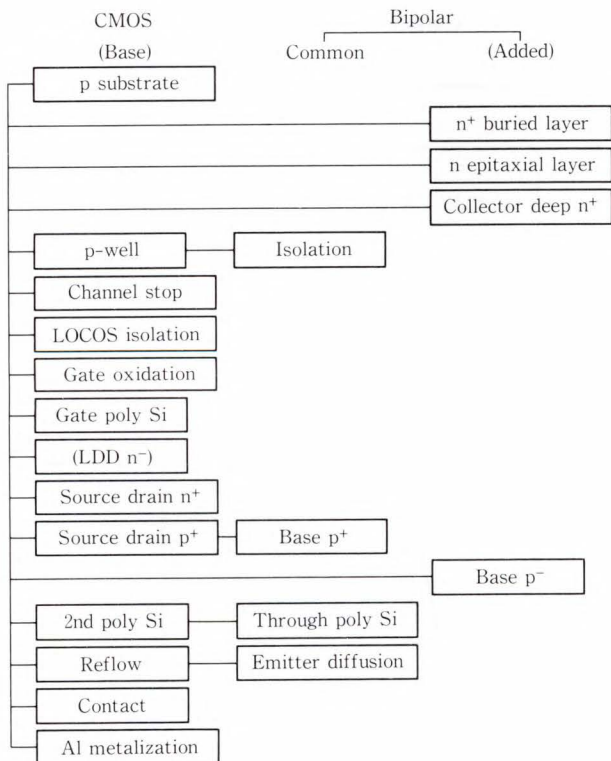 CMOS
Bipolar
(Base)
Common
(Added)
p substrate
n⁺ buried layer
n epitaxial layer
Collector deep n⁺
p-well
Isolation
Channel stop
LOCOS isolation
Gate oxidation
Gate poly Si
(LDD n⁻)
Source drain n⁺
Source drain p⁺
Base p⁺
Base p⁻
2nd poly Si
Through poly Si
Reflow
Emitter diffusion
Contact
Al metalization